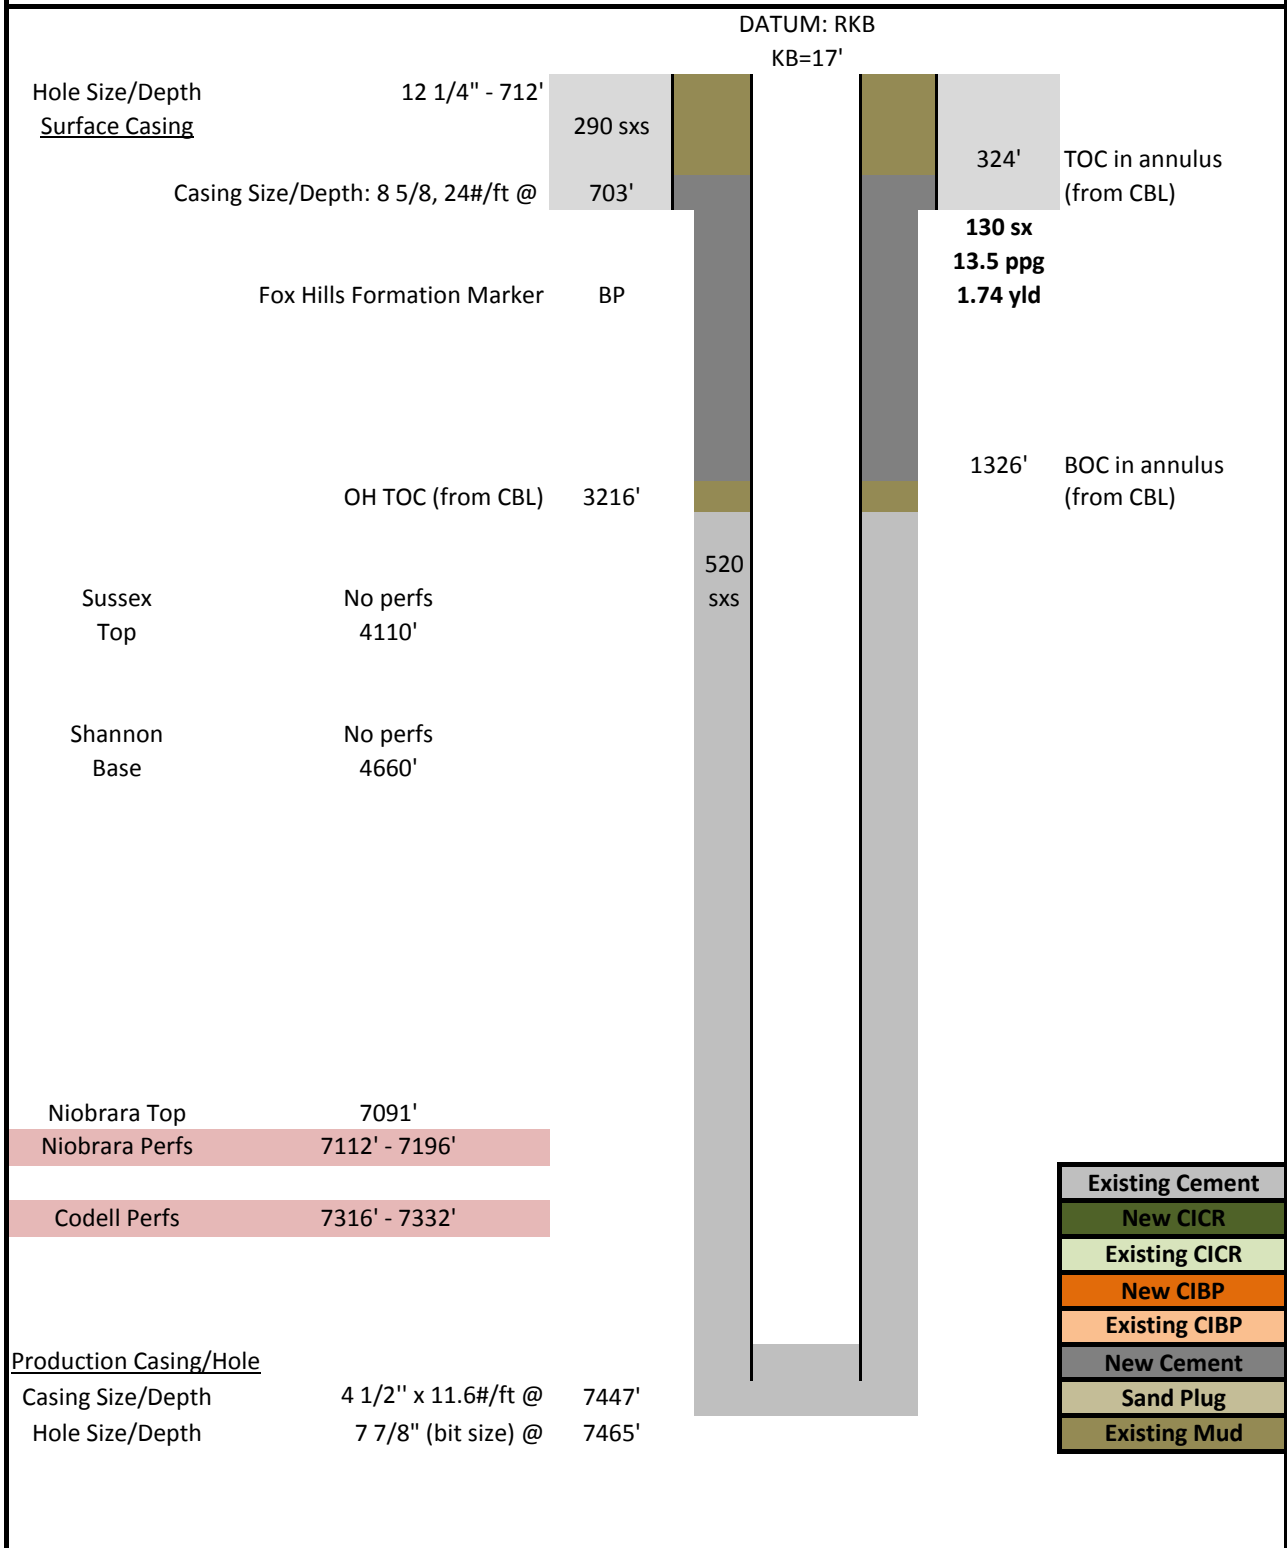 DATUM: RKB
KB=17'
Hole Size/Depth 12 1/4" - 712'
Surface Casing 290 sxs
324' TOC in annulus
Casing Size/Depth: 8 5/8, 24#/ft @ 703' (from CBL)
130 sx
13.5 ppg
Fox Hills Formation Marker BP 1.74 yld
1326' BOC in annulus
OH TOC (from CBL) 3216' (from CBL)
520
Sussex No perfs sxs
Top 4110'
Shannon No perfs
Base 4660'
Niobrara Top 7091'
Niobrara Perfs 7112' - 7196'
Existing Cement
Codell Perfs 7316' - 7332' New CICR
Existing CICR
New CIBP
Existing CIBP
Production Casing/Hole New Cement
Casing Size/Depth 4 1/2'' x 11.6#/ft @ 7447' Sand Plug
Hole Size/Depth 7 7/8" (bit size) @ 7465' Existing Mud